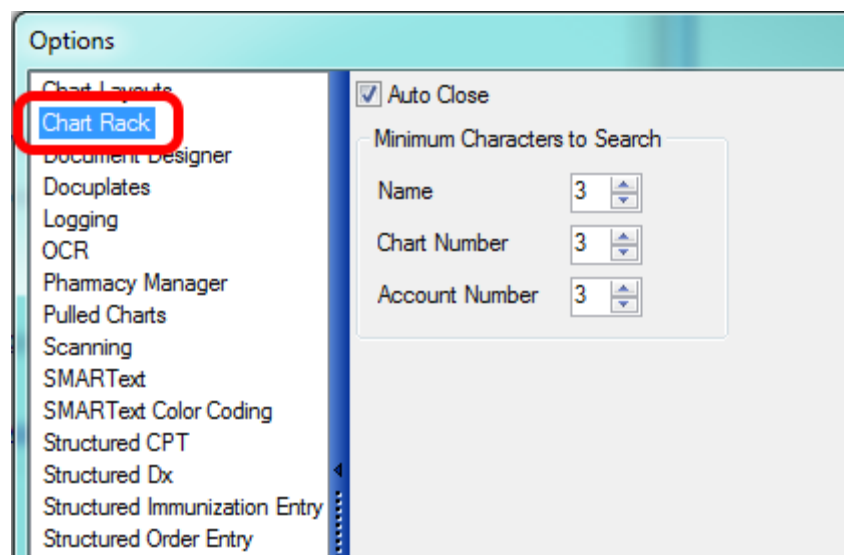 Options
Chart Layouts
Chart Rack
Document Designer
Docuplates
Logging
OCR
Pharmacy Manager
Pulled Charts
Scanning
SMARText
SMARText Color Coding
Structured CPT
Structured Dx
Structured Immunization Entry
Structured Order Entry
Auto Close
Minimum Characters to Search
Name 3
Chart Number 3
Account Number 3